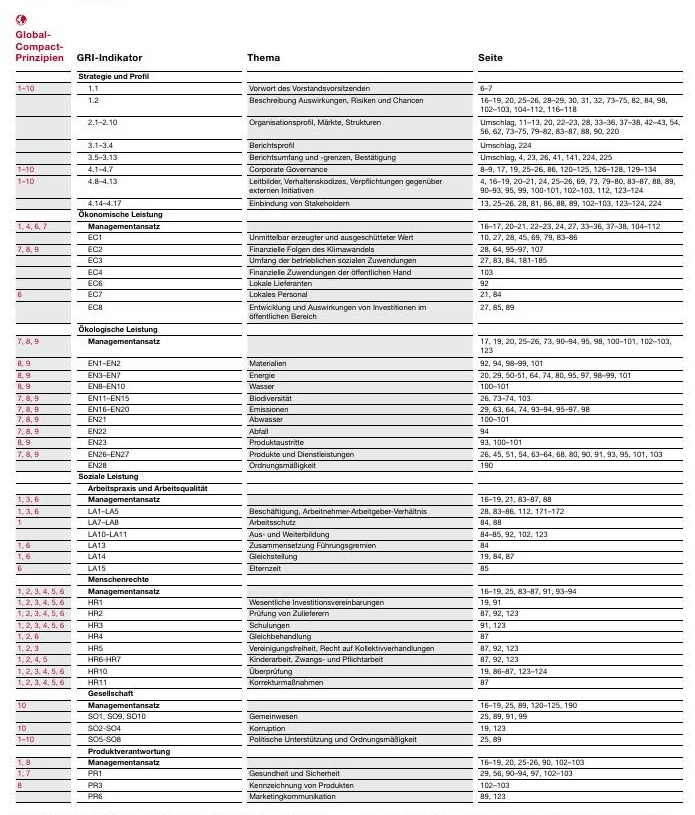 Global-
Compact-
Prinzipien GRI-Indikator Thema Seite
Strategie und Profil
1–10 1.1 Vorwort des Vorstandsvorsitzenden 6–7
1.2 Beschreibung Auswirkungen, Risiken und Chancen 16–19, 20, 25–26, 28–29, 30, 31, 32, 73–75, 82, 84, 98,
102–103, 104–112, 116–118
2.1–2.10 Organisationsprofil, Märkte, Strukturen Umschlag, 11–13, 20, 22–23, 28, 33–36, 37–38, 42–43, 54,
56, 62, 73–75, 79–82, 83–87, 88, 90, 220
3.1–3.4 Berichtsprofil Umschlag, 224
3.5–3.13 Berichtsumfang und -grenzen, Bestätigung Umschlag, 4, 23, 26, 41, 141, 224, 225
1–10 4.1–4.7 Corporate Governance 8–9, 17, 19, 25–26, 86, 120–125, 126–128, 129–134
1–10 4.8–4.13 Leitbilder, Verhaltenskodizes, Verpflichtungen gegenüber
externen Initiativen
4, 16–19, 20–21, 24, 25–26, 69, 73, 79–80, 83–87, 88, 89,
90–93, 95, 99, 100–101, 102–103, 112, 123–124
4.14–4.17 Einbindung von Stakeholdern 13, 25–26, 28, 81, 86, 88, 89, 102–103, 123–124, 224
Ökonomische Leistung
1, 4, 6, 7 Managementansatz 16–17, 20–21, 22–23, 24, 27, 33–36, 37–38, 104–112
EC1 Unmittelbar erzeugter und ausgeschütteter Wert 10, 27, 28, 45, 69, 79, 83–86
7, 8, 9 EC2 Finanzielle Folgen des Klimawandels 28, 64, 95–97, 107
EC3 Umfang der betrieblichen sozialen Zuwendungen 27, 83, 84, 181-185
EC4 Finanzielle Zuwendungen der öffentlichen Hand 103
EC6 Lokale Lieferanten 92
6 EC7 Lokales Personal 21, 84
EC8 Entwicklung und Auswirkungen von Investitionen im
öffentlichen Bereich
27, 85, 89
Ökologische Leistung
7, 8, 9 Managementansatz 17, 19, 20, 25–26, 73, 90–94, 95, 98, 100–101, 102–103,
123
8, 9 EN1–EN2 Materialien 92, 94, 98–99, 101
8, 9 EN3–EN7 Energie 20, 29, 50-51, 64, 74, 80, 95, 97, 98–99, 101
8, 9 EN8–EN10 Wasser 100–101
7, 8, 9 EN11–EN15 Biodiversität 26, 73–74, 103
7, 8, 9 EN16–EN20 Emissionen 29, 63, 64, 74, 93–94, 95–97, 98
7, 8, 9 EN21 Abwasser 100–101
7, 8, 9 EN22 Abfall 94
8, 9 EN23 Produktaustritte 93, 100–101
7, 8, 9 EN26–EN27 Produkte und Dienstleistungen 26, 45, 51, 54, 63–64, 68, 80, 90, 91, 93, 95, 101, 103
EN28 Ordnungsmäßigkeit 190
Soziale Leistung
Arbeitspraxis und Arbeitsqualität
1, 3, 6 Managementansatz 16–19, 21, 83–87, 88
1, 3, 6 LA1–LA5 Beschäftigung, Arbeitnehmer-Arbeitgeber-Verhältnis 28, 83–86, 112, 171–172
1 LA7–LA8 Arbeitsschutz 84, 88
LA10–LA11 Aus- und Weiterbildung 84–85, 92, 102, 123
1, 6 LA13 Zusammensetzung Führungsgremien 84
1, 6 LA14 Gleichstellung 19, 84, 87
6 LA15 Elternzeit 85
Menschenrechte
1, 2, 3, 4, 5, 6 Managementansatz 16–19, 25, 83–87, 91, 93–94
1, 2, 3, 4, 5, 6 HR1 Wesentliche Investitionsvereinbarungen 19, 91
1, 2, 3, 4, 5, 6 HR2 Prüfung von Zulieferern 87, 92, 123
1, 2, 3, 4, 5, 6 HR3 Schulungen 91, 123
1, 2, 6 HR4 Gleichbehandlung 87
1, 2, 3 HR5 Vereinigungsfreiheit, Recht auf Kollektivverhandlungen 87, 92, 123
1, 2, 4, 5 HR6-HR7 Kinderarbeit, Zwangs- und Pflichtarbeit 87, 92, 123
1, 2, 3, 4, 5, 6 HR10 Überprüfung 19, 86–87, 123–124
1, 2, 3, 4, 5, 6 HR11 Korrekturmaßnahmen 87
Gesellschaft
10 Managementansatz 16–19, 25, 89, 120–125, 190
SO1, SO9, SO10 Gemeinwesen 25, 89, 91, 99
10 SO2-SO4 Korruption 19, 123
1–10 SO5-SO8 Politische Unterstützung und Ordnungsmäßigkeit 25, 89
Produktverantwortung
1, 8 Managementansatz 16–19, 20, 25-26, 90, 102–103
1, 7 PR1 Gesundheit und Sicherheit 29, 56, 90–94, 97, 102–103
8 PR3 Kennzeichnung von Produkten 102–103
PR6 Marketingkommunikation 89, 123